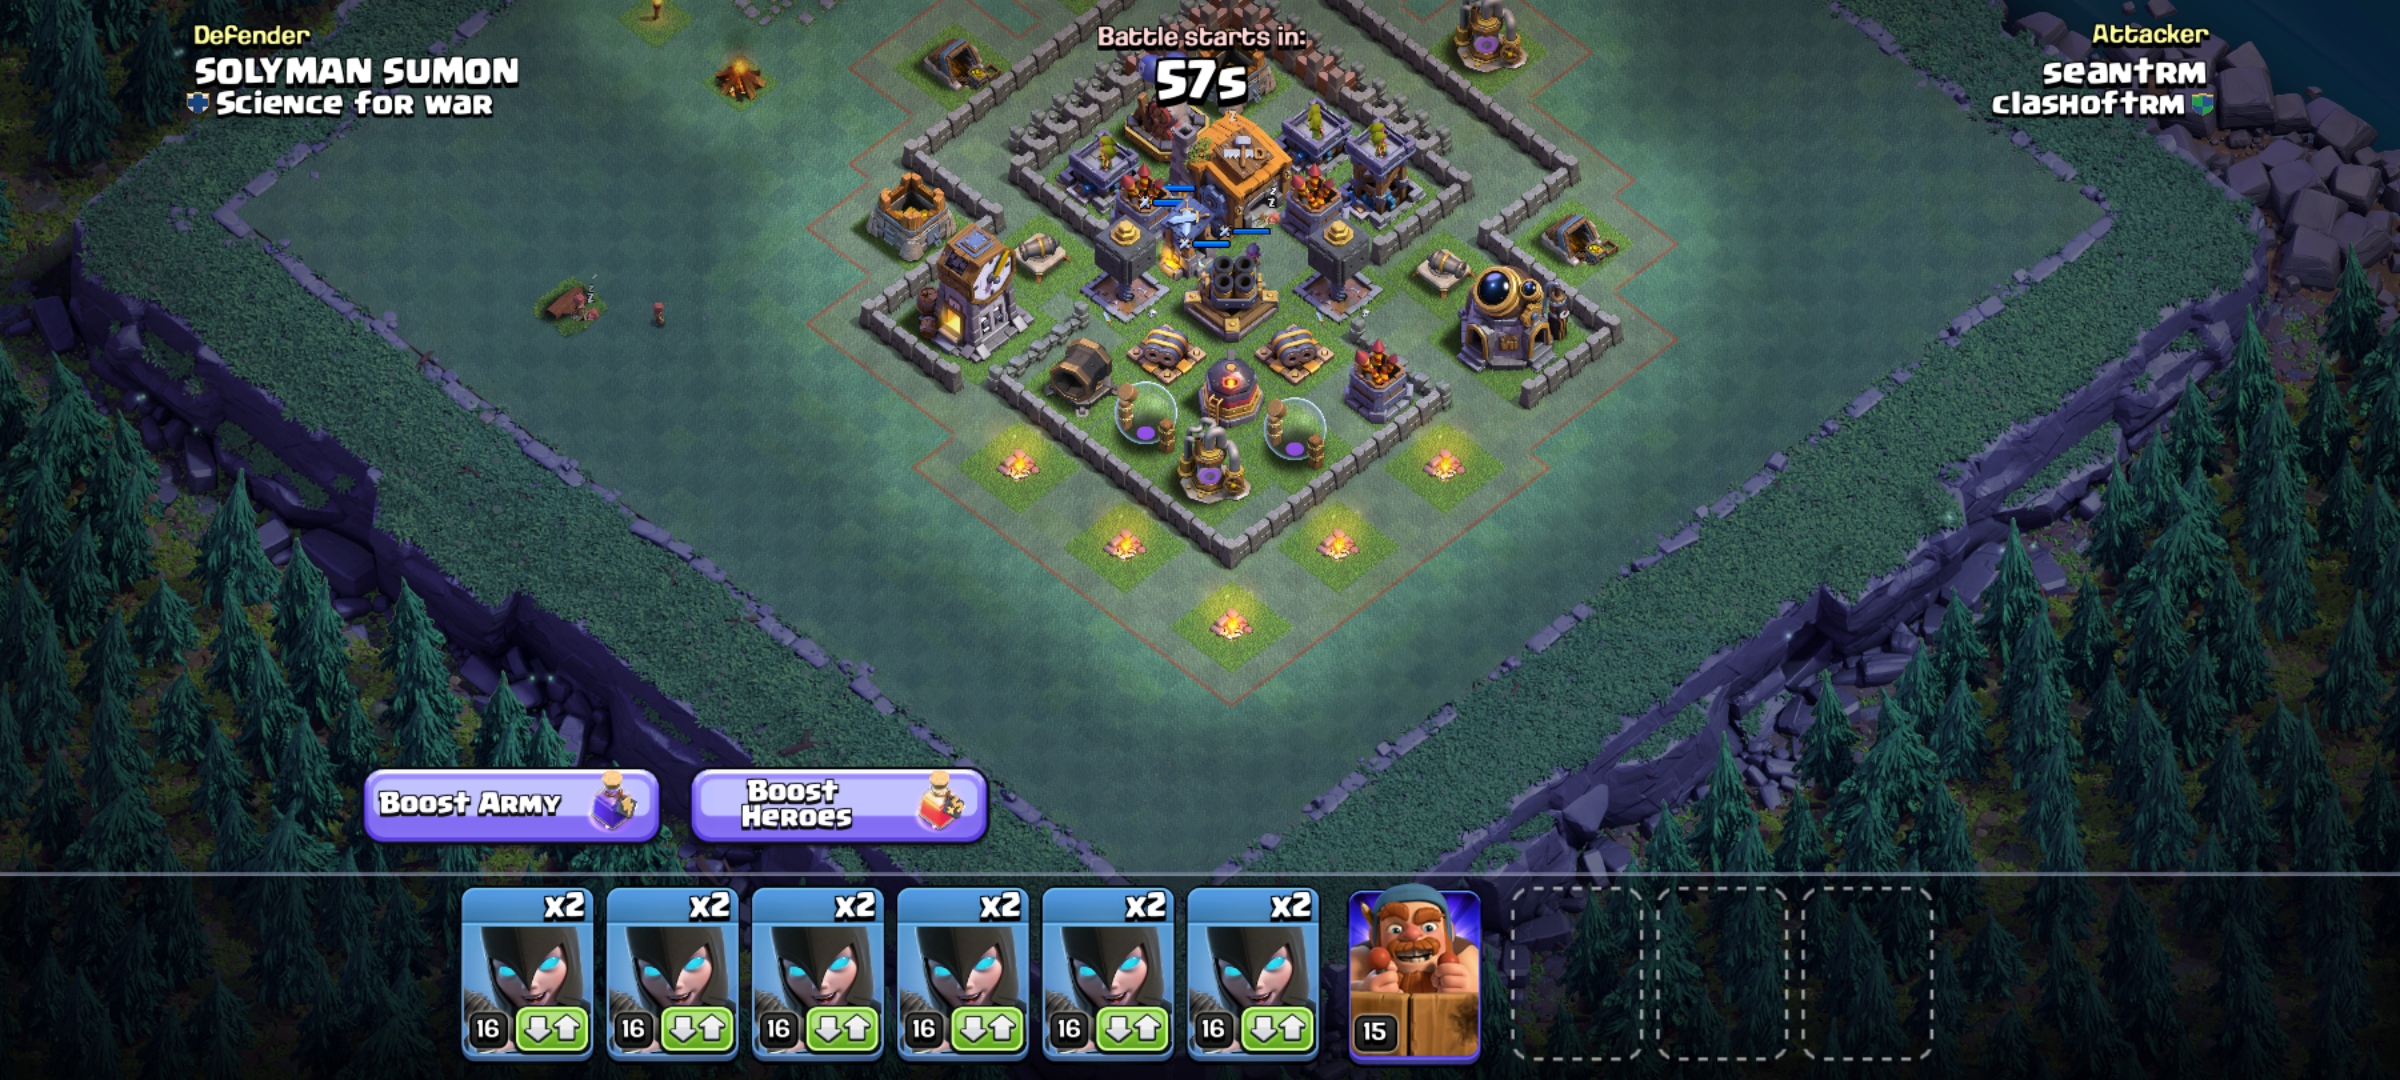 Defender
SOLYMAN SUMON
Science for war
Battle starts in:
57s
Attacker
seantrm
clashoftrm
Boost Army
Boost
Heroes
x2
x2
x2
x2
x2
x2
16
16
16
16
16
16
15